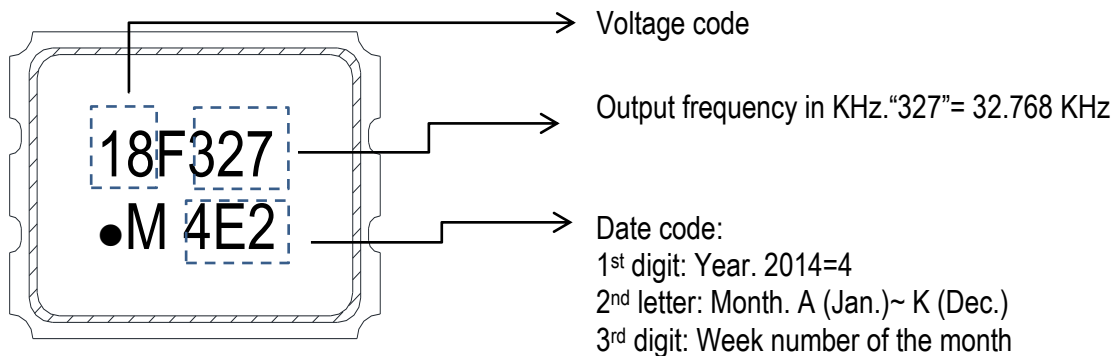 Voltage code
18F327
Output frequency in KHz.“327”= 32.768 KHz
●M 4E2
Date code:
1st digit: Year. 2014=4
2nd letter: Month. A (Jan.)~ K (Dec.)
3rd digit: Week number of the month